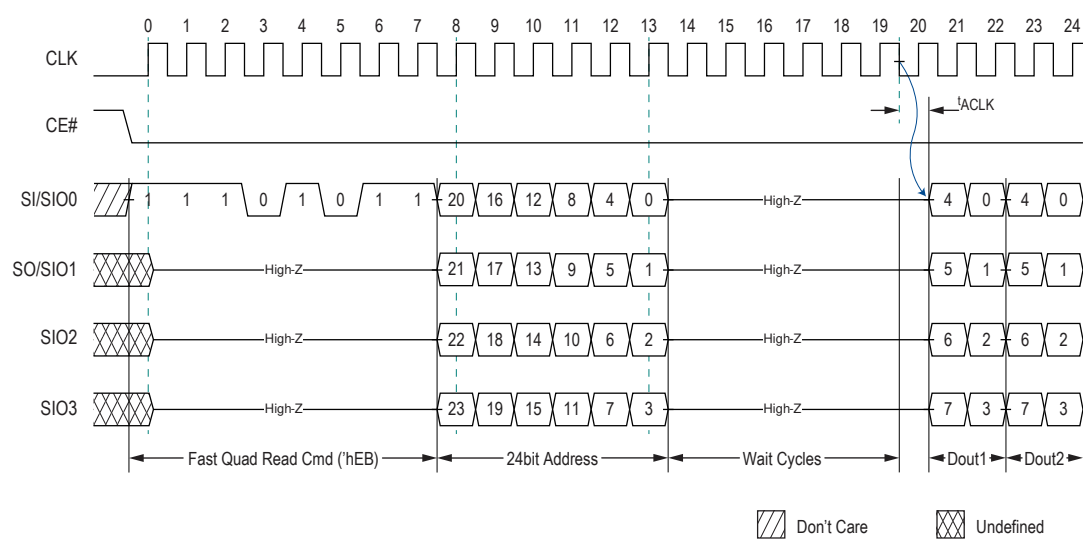 0 1 2 3 4 5 6 7 8 9 10 11 12 13 14 15 16 17 18 19 20 21 22 23 24
CLK
tACLK
CE#
SI/SIO0 1 1 1 0 1 0 1 1 20 16 12 8 4 0 High-Z 4 0 4 0
SO/SIO1 High-Z 21 17 13 9 5 1 High-Z 5 1 5 1
SIO2 High-Z 22 18 14 10 6 2 High-Z 6 2 6 2
SIO3 High-Z 23 19 15 11 7 3 High-Z 7 3 7 3
Fast Quad Read Cmd ('hEB) 24bit Address Wait Cycles Dout1 Dout2
Don't Care Undefined